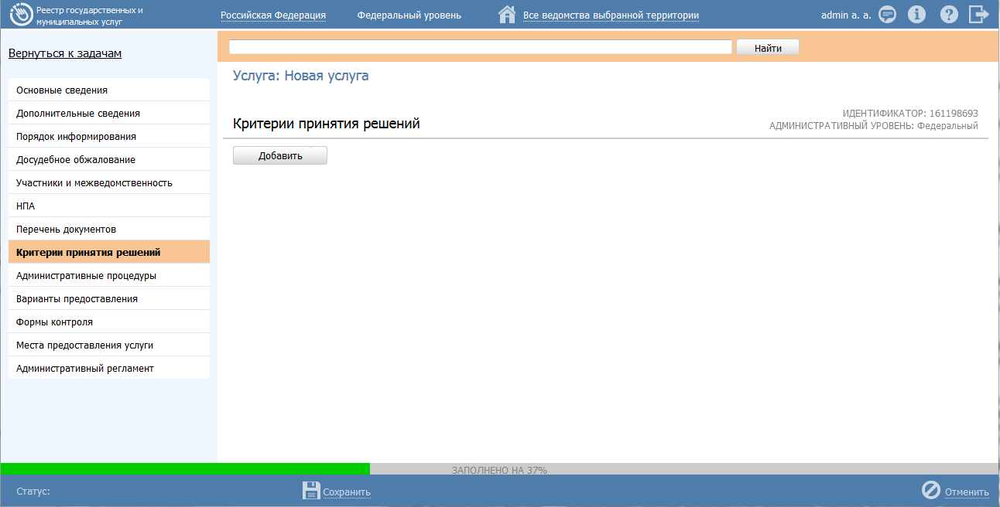 Реестр государственных и
муниципальных услуг
Российская Федерация
Федеральный уровень
Все ведомства выбранной территории
admin a. a.
Вернуться к задачам
Найти
Услуга: Новая услуга
Основные сведения
Дополнительные сведения
Порядок информирования
Досудебное обжалование
Участники и межведомственность
НПА
Перечень документов
Критерии принятия решений
Административные процедуры
Варианты предоставления
Формы контроля
Места предоставления услуги
Административный регламент
Критерии принятия решений
ИДЕНТИФИКАТОР: 161198693
АДМИНИСТРАТИВНЫЙ УРОВЕНЬ: Федеральный
Добавить
ЗАПОЛНЕНО НА 37%
Статус:
Сохранить
Отменить